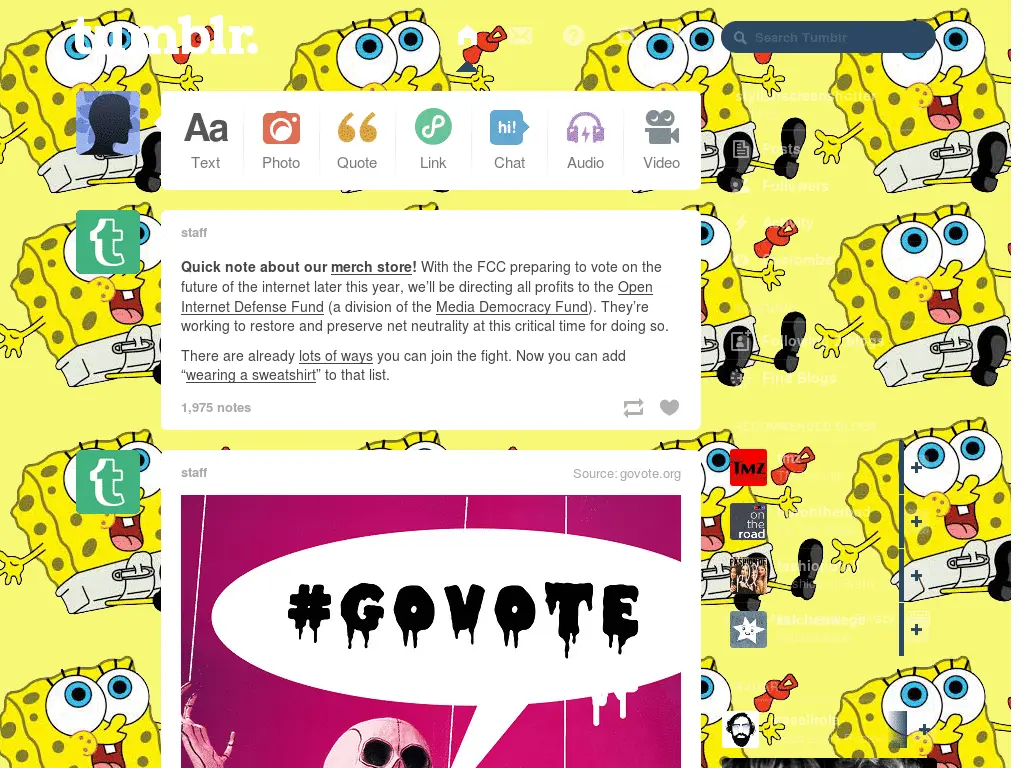 tumblr.
Search Tumblr
Aa
hi!
Text Photo Quote Link Chat Audio Video
Posts
Followers
Activity
staff
Quick note about our merch store! With the FCC preparing to vote on the
future of the internet later this year, we’ll be directing all profits to the Open
Internet Defense Fund (a division of the Media Democracy Fund). They’re
working to restore and preserve net neutrality at this critical time for doing so.
There are already lots of ways you can join the fight. Now you can add
“wearing a sweatshirt” to that list.
1,975 notes
Find Blogs
staff
Source: govote.org
#GOVOTE
TMZ
on
the
road